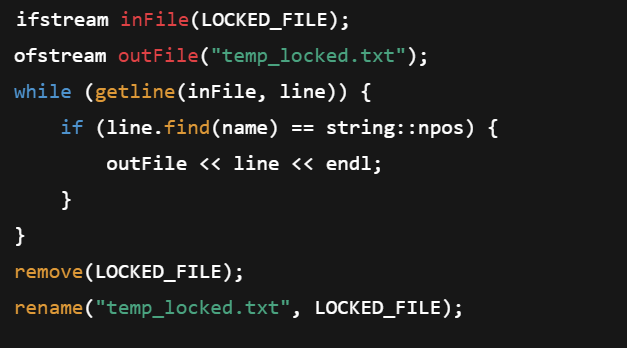 ifstream inFile(LOCKED_FILE);
ofstream outFile("temp_locked.txt");
while (getline(inFile, line)) {
    if (line.find(name) == string::npos) {
        outFile << line << endl;
    }
}
remove(LOCKED_FILE);
rename("temp_locked.txt", LOCKED_FILE);